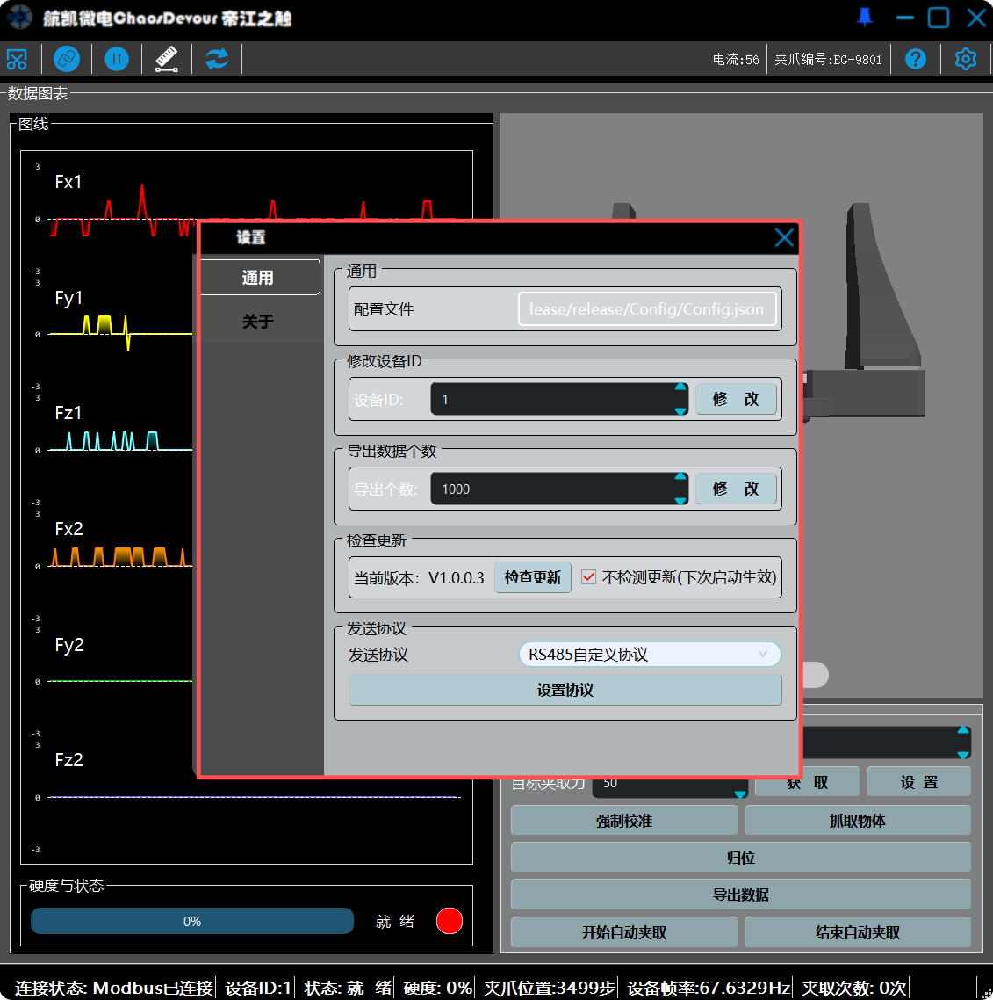 航凯微电ChaosDevour 帝江之触
电流:56
夹爪编号:EG-9801
数据图表
图线
3
Fx1
0
-3
3
Fy1
0
-3
3
Fz1
0
-3
3
Fx2
0
-3
3
Fy2
0
-3
3
Fz2
0
-3
硬度与状态
0%
就 绪
设置
通用
关于
通用
配置文件
lease/release/Config/Config.json
修改设备ID
设备ID:
1
修 改
导出数据个数
导出个数:
1000
修 改
检查更新
当前版本：V1.0.0.3
检查更新
不检测更新(下次启动生效)
发送协议
发送协议
RS485自定义协议
设置协议
目标夹取力
50
获 取
设 置
强制校准
抓取物体
归位
导出数据
开始自动夹取
结束自动夹取
连接状态: Modbus已连接
设备ID:1
状态: 就 绪
硬度: 0%
夹爪位置:3499步
设备帧率:67.6329Hz
夹取次数: 0次